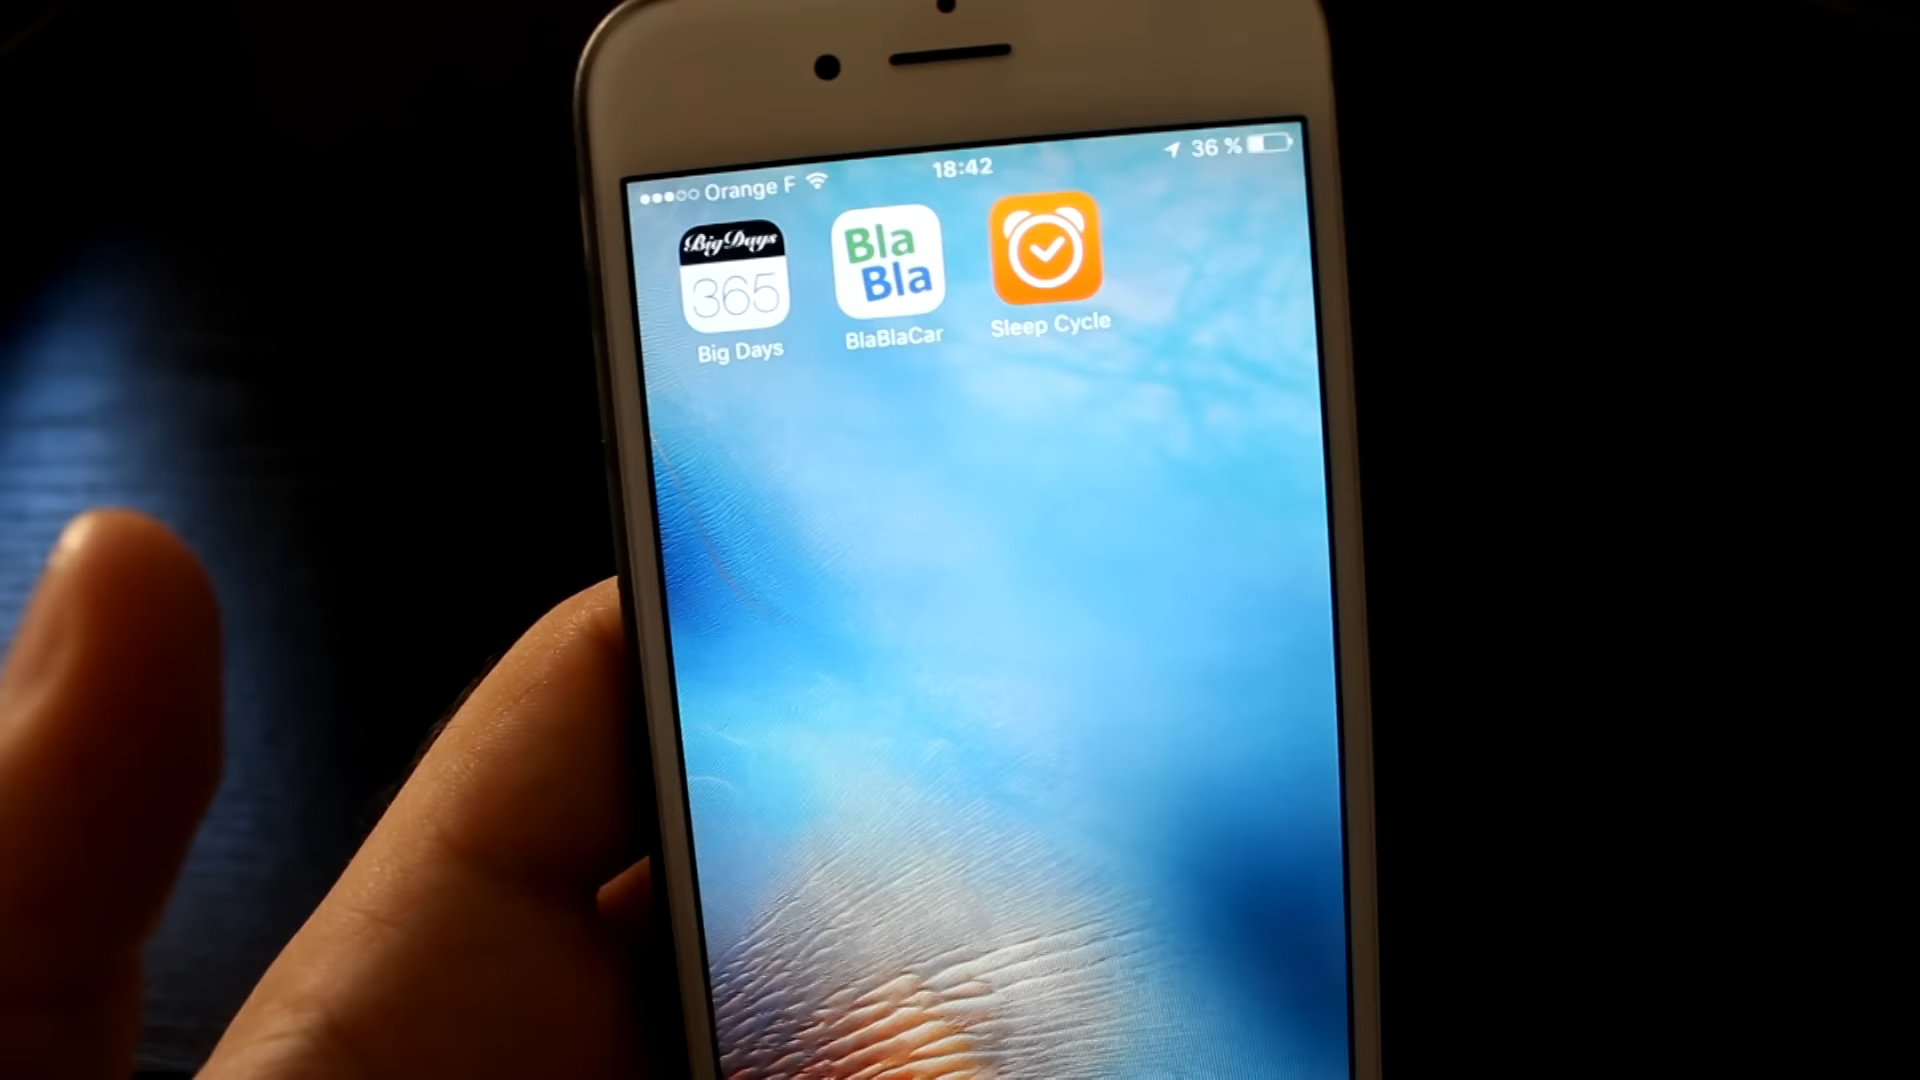 Orange F 18:42 36 %
Big Days
365
Big Days
Bla
Bla
BlaBlaCar
Sleep Cycle